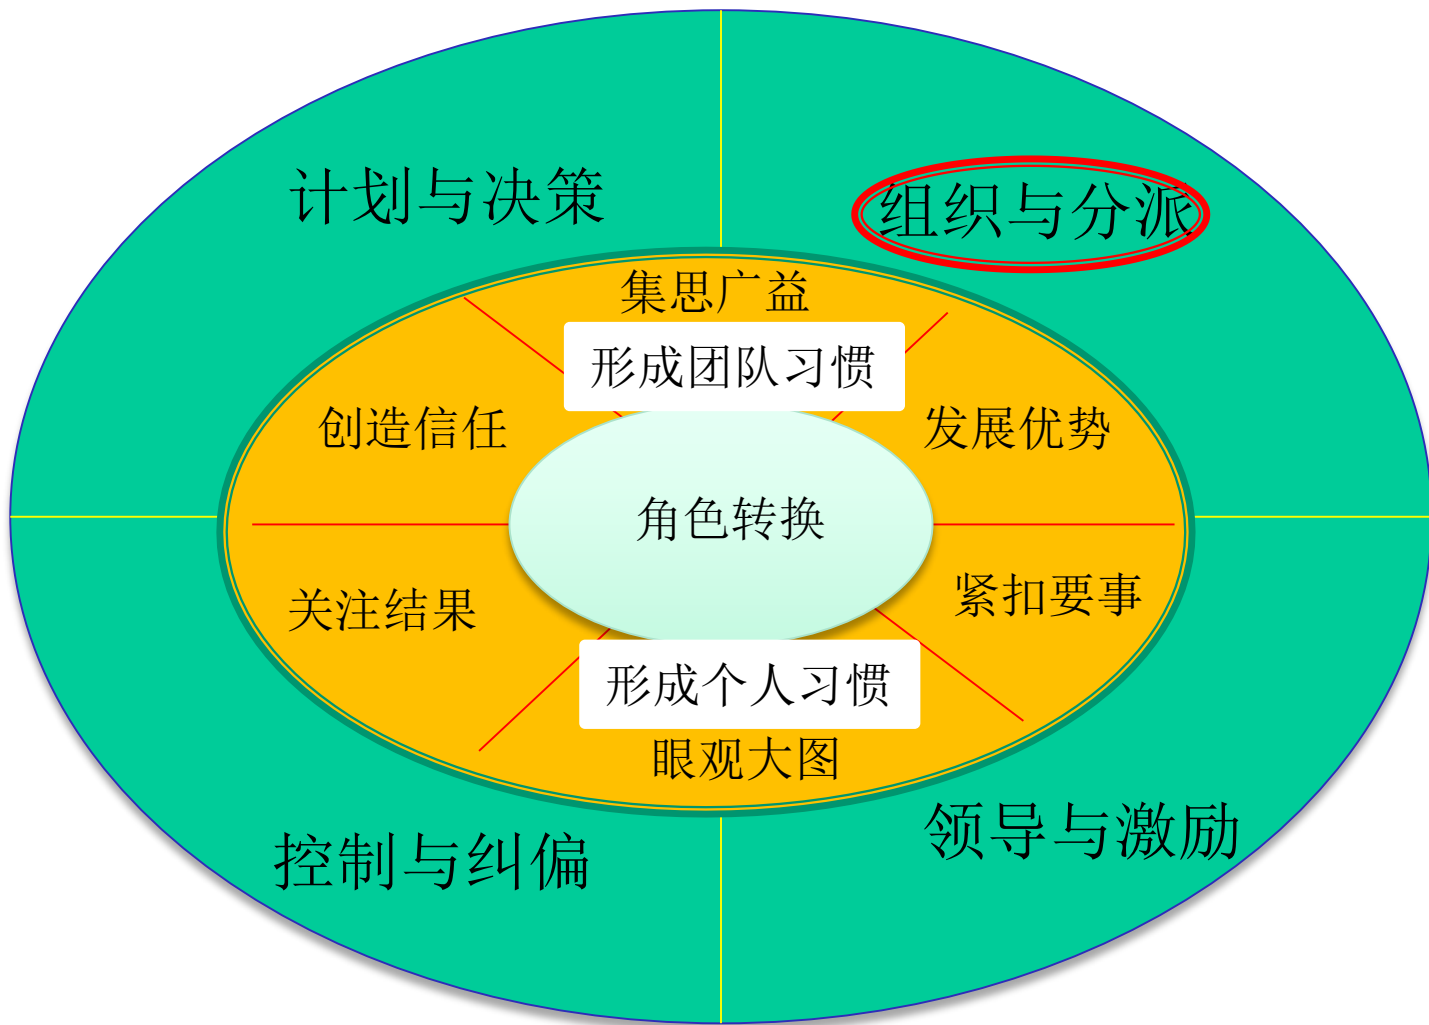 计划与决策
组织与分派
集思广益
形成团队习惯
创造信任
发展优势
角色转换
关注结果
紧扣要事
形成个人习惯
眼观大图
控制与纠偏
领导与激励